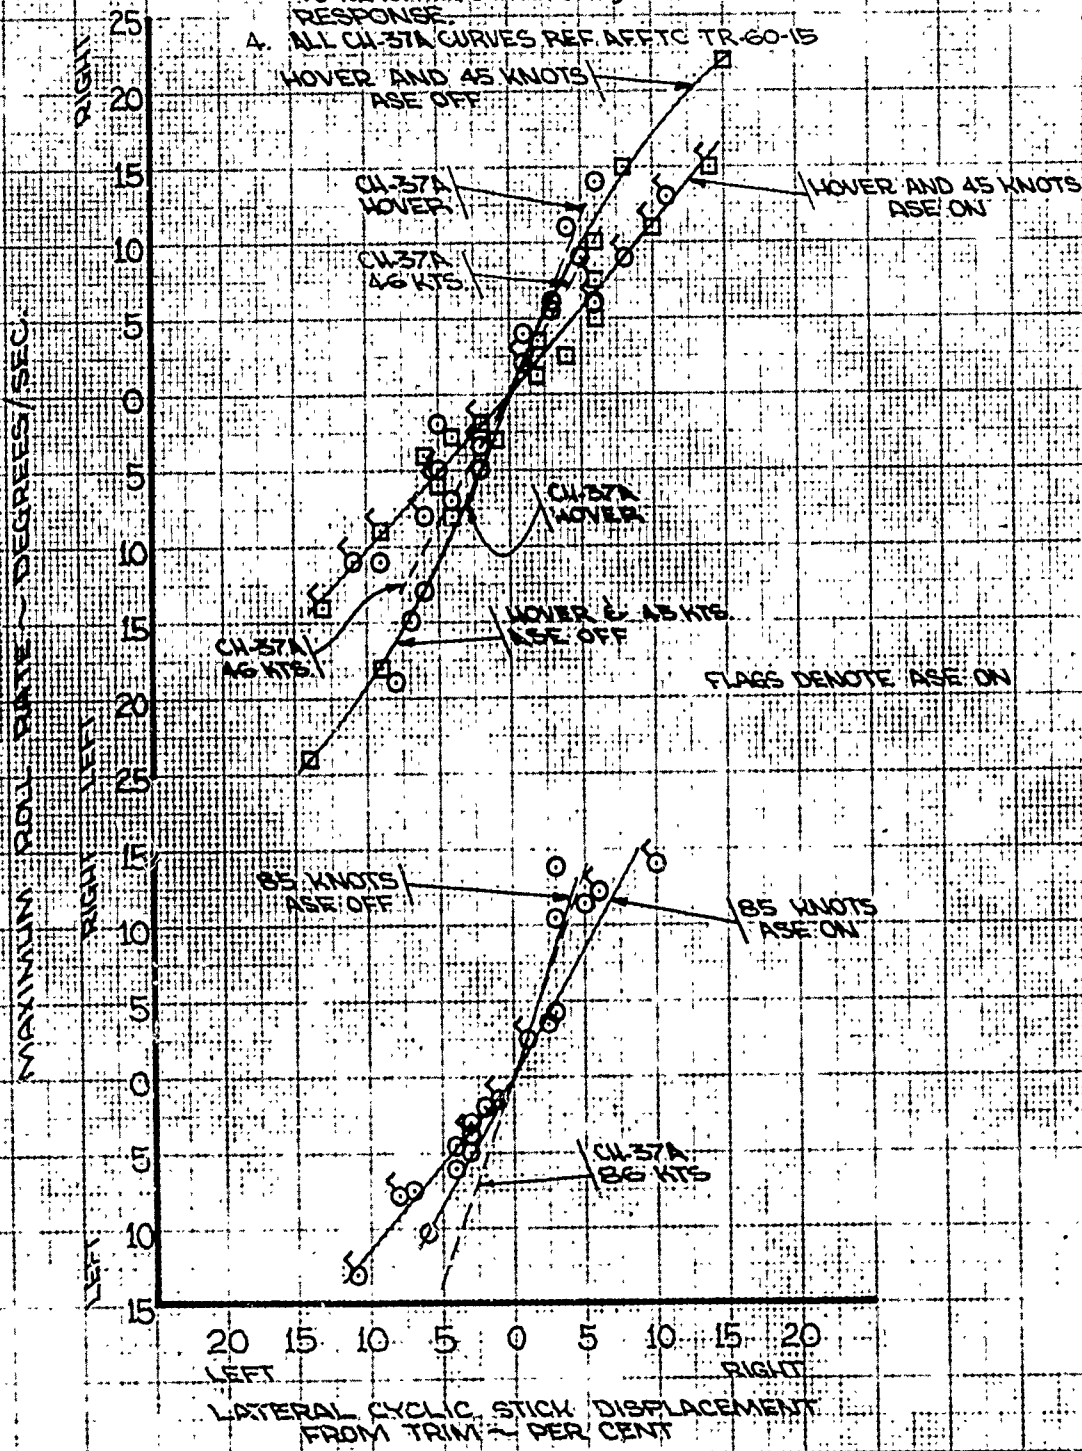 RESPONSE.
4. ALL CH-37A CURVES REF. AFFTC TR-60-15
HOVER AND 45 KNOTS
ASE OFF
CH-37A
HOVER
HOVER AND 45 KNOTS
ASE ON
CH-37A
46 KTS.
CH-37A
HOVER
HOVER & 45 KTS.
ASE OFF
CH-37A
46 KTS.
FLAGS DENOTE ASE ON
85 KNOTS
ASE OFF
85 KNOTS
ASE ON
CH-37A
86 KTS
MAXIMUM ROLL RATE ~ DEGREES/SEC.
RIGHT
LEFT
RIGHT
LEFT
25
20
15
10
5
0
5
10
15
20
25
15
10
5
0
5
10
15
20 15 10 5 0 5 10 15 20
LEFT RIGHT
LATERAL CYCLIC STICK DISPLACEMENT
FROM TRIM ~ PER CENT